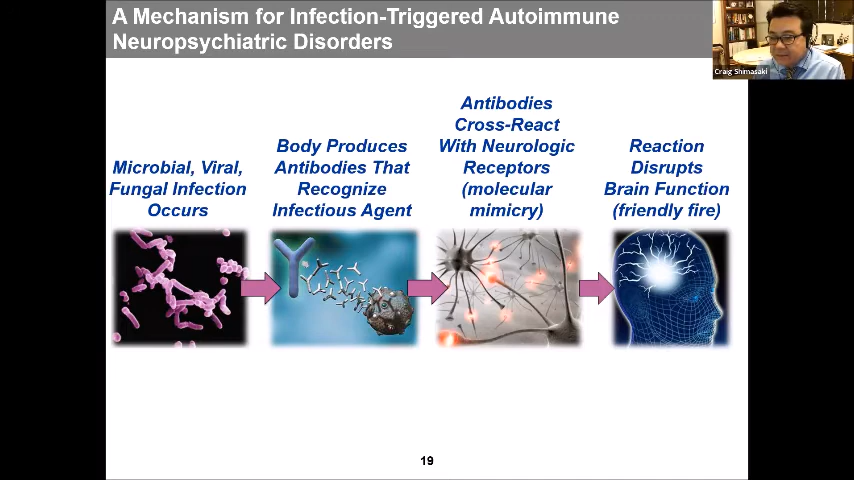 A Mechanism for Infection-Triggered Autoimmune
Neuropsychiatric Disorders
Craig Shimasaki
Microbial, Viral,
Fungal Infection
Occurs
Body Produces
Antibodies That
Recognize
Infectious Agent
Antibodies
Cross-React
With Neurologic
Receptors
(molecular
mimicry)
Reaction
Disrupts
Brain Function
(friendly fire)
19